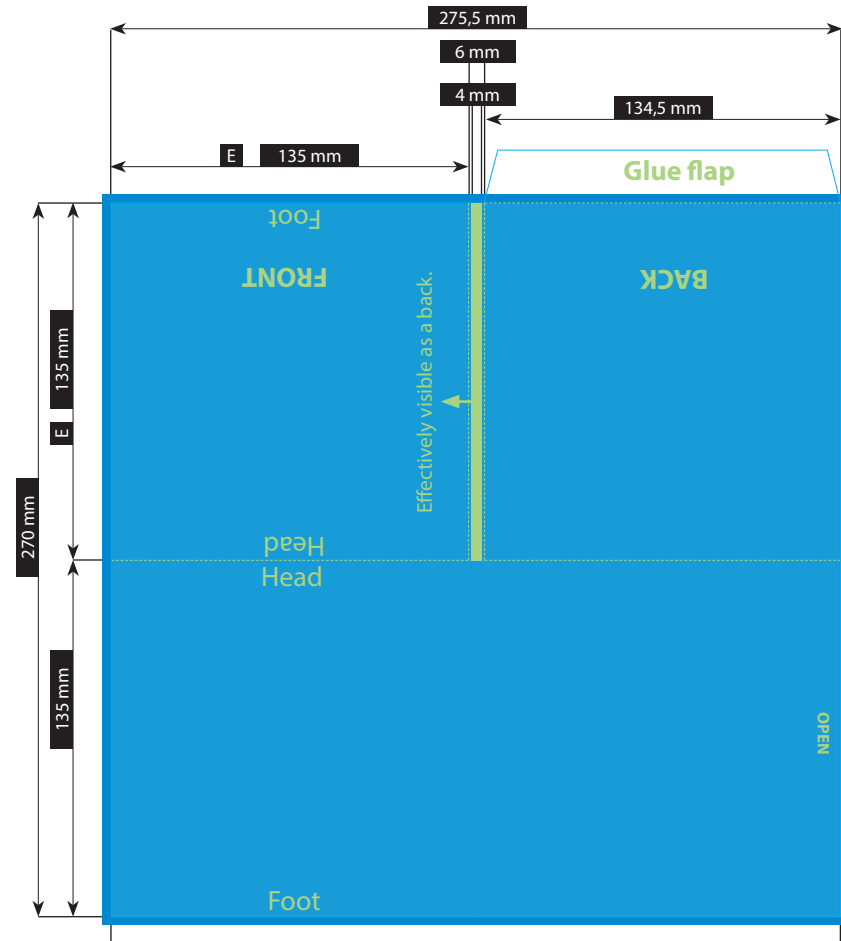 275,5 mm
6 mm
4 mm
134,5 mm
E
135 mm
Glue flap
Foot
FRONT
BACK
Effectively visible as a back.
135 mm
E
270 mm
Head
Head
135 mm
OPEN
Foot